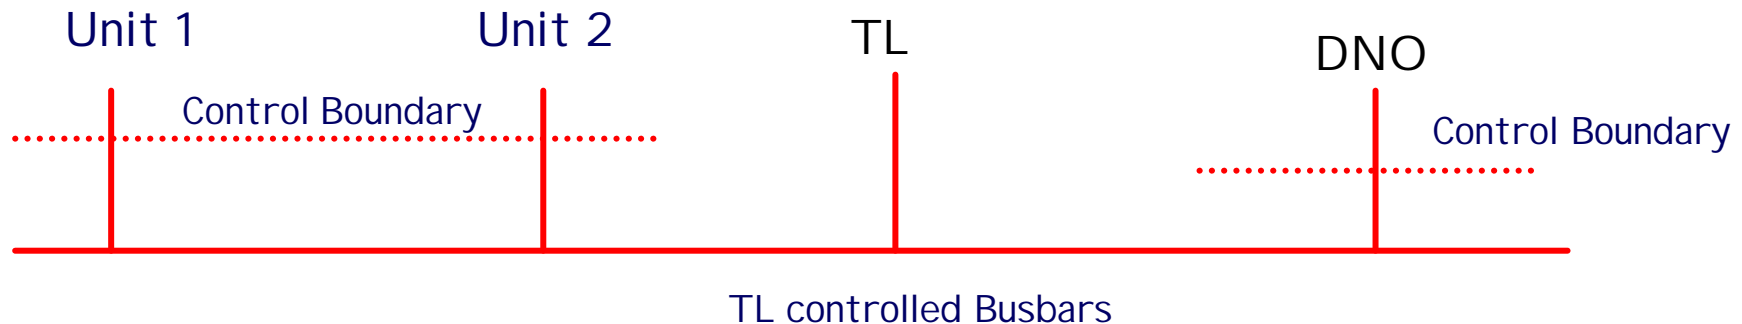 Unit 1
Unit 2
TL
DNO
Control Boundary
Control Boundary
TL controlled Busbars